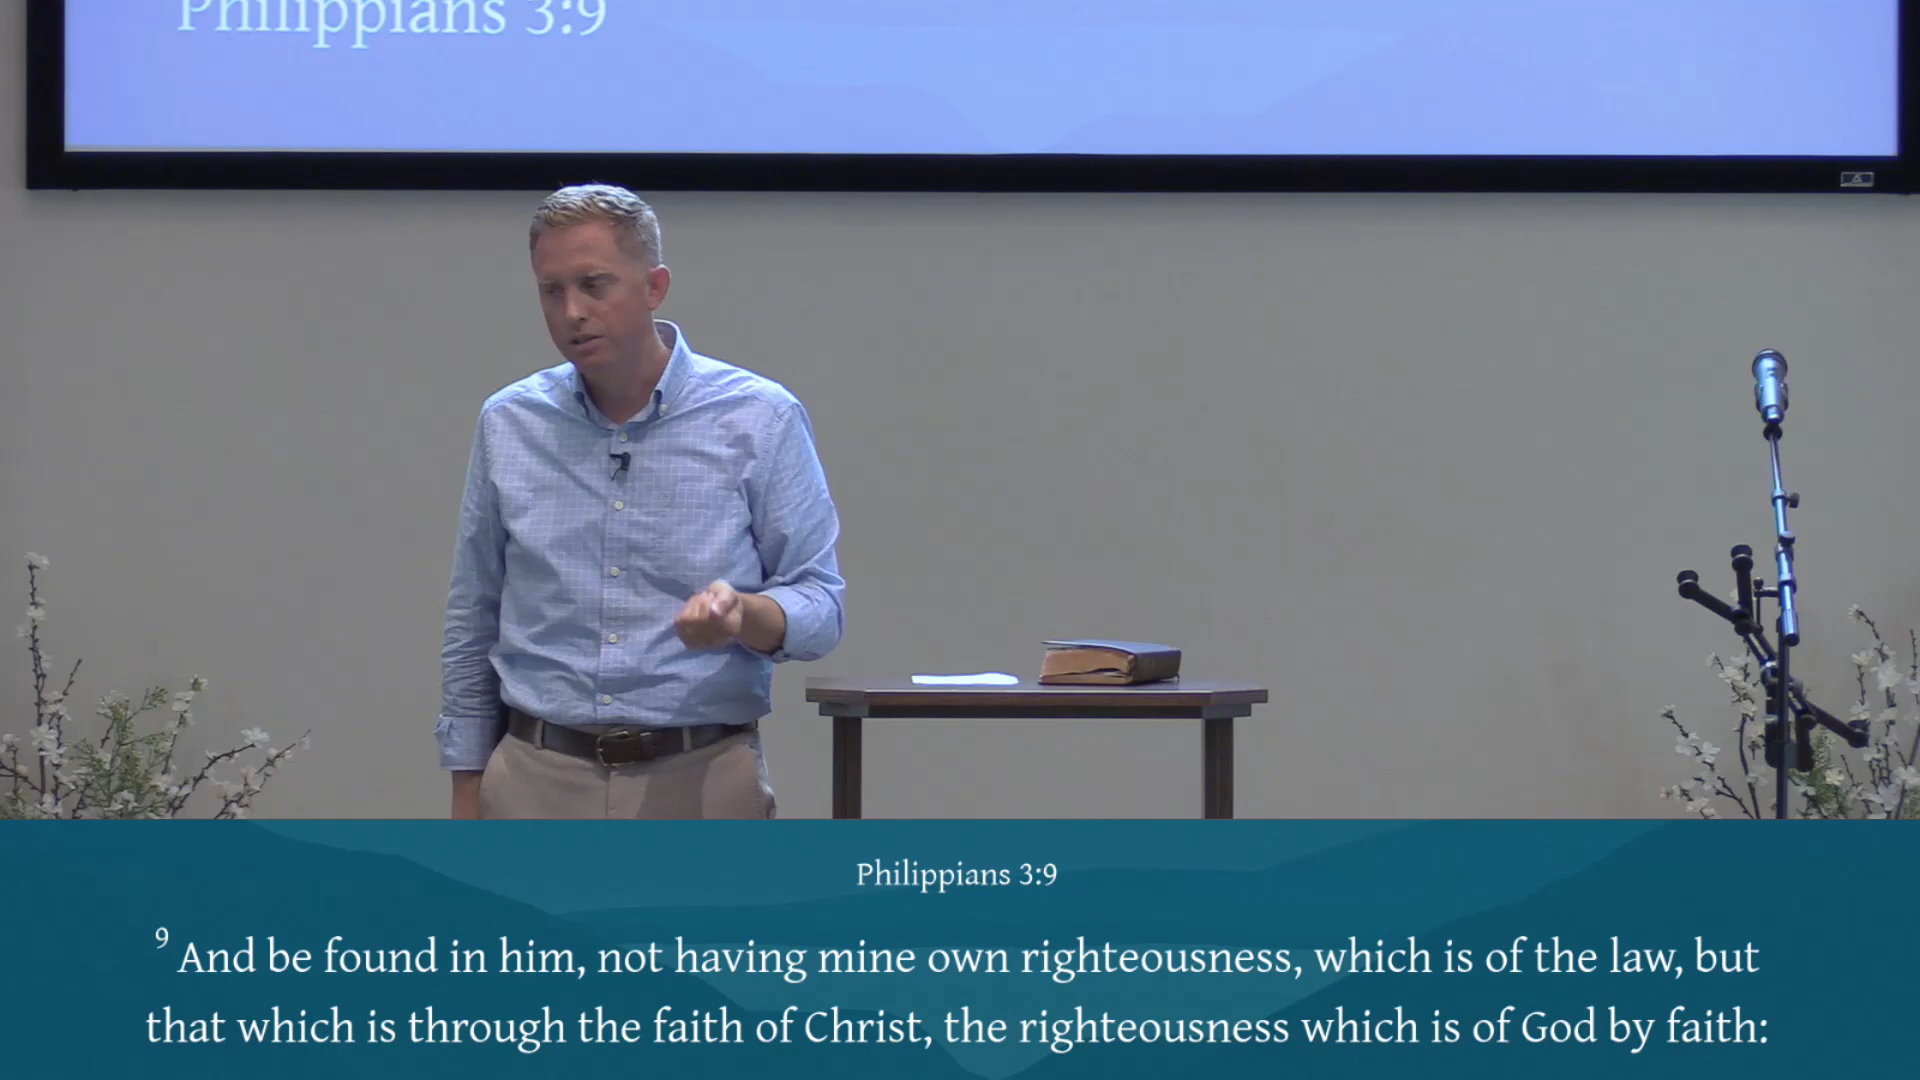 Philippians 3:9
Philippians 3:9
9 And be found in him, not having mine own righteousness, which is of the law, but
that which is through the faith of Christ, the righteousness which is of God by faith: